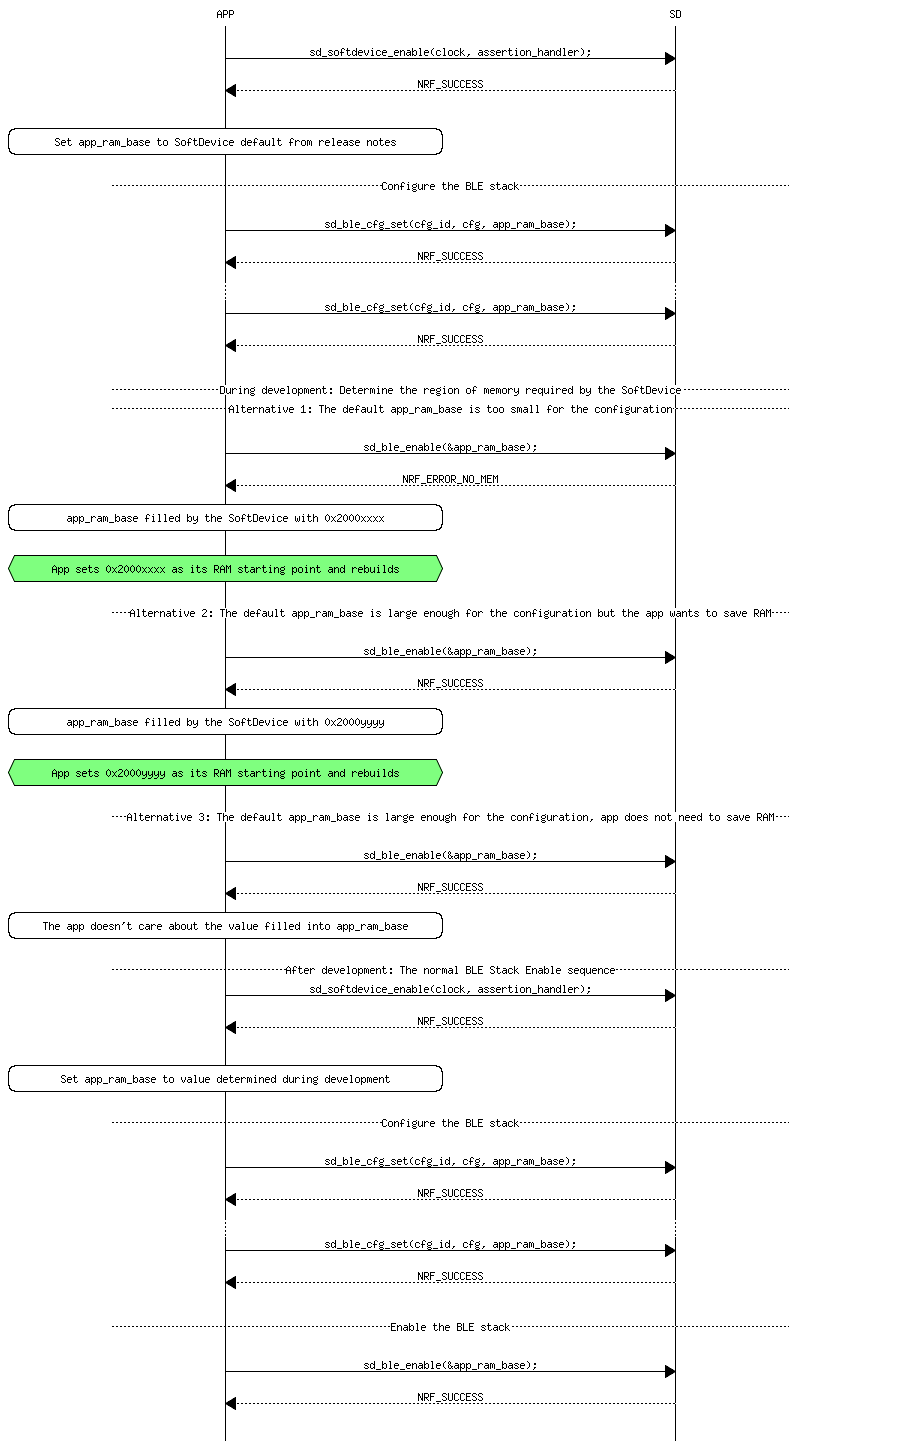 APP SD
sd_softdevice_enable(clock, assertion_handler);
NRF_SUCCESS
Set app_ram_base to SoftDevice default from release notes
Configure the BLE stack
sd_ble_cfg_set(cfg_id, cfg, app_ram_base);
NRF_SUCCESS
sd_ble_cfg_set(cfg_id, cfg, app_ram_base);
NRF_SUCCESS
During development: Determine the region of memory required by the SoftDevice
Alternative 1: The default app_ram_base is too small for the configuration
sd_ble_enable(&app_ram_base);
NRF_ERROR_NO_MEM
app_ram_base filled by the SoftDevice with 0x2000xxxx
App sets 0x2000xxxx as its RAM starting point and rebuilds
Alternative 2: The default app_ram_base is large enough for the configuration but the app wants to save RAM
sd_ble_enable(&app_ram_base);
NRF_SUCCESS
app_ram_base filled by the SoftDevice with 0x2000yyyy
App sets 0x2000yyyy as its RAM starting point and rebuilds
Alternative 3: The default app_ram_base is large enough for the configuration, app does not need to save RAM
sd_ble_enable(&app_ram_base);
NRF_SUCCESS
The app doesn't care about the value filled into app_ram_base
After development: The normal BLE Stack Enable sequence
sd_softdevice_enable(clock, assertion_handler);
NRF_SUCCESS
Set app_ram_base to value determined during development
Configure the BLE stack
sd_ble_cfg_set(cfg_id, cfg, app_ram_base);
NRF_SUCCESS
sd_ble_cfg_set(cfg_id, cfg, app_ram_base);
NRF_SUCCESS
Enable the BLE stack
sd_ble_enable(&app_ram_base);
NRF_SUCCESS